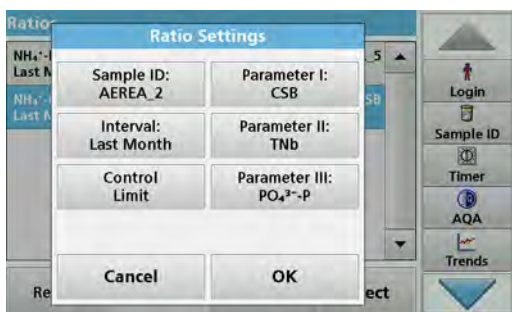 Ratio
Ratio Settings
NH₄⁺-
Last
5
NH₄⁺-
Last
SB
Sample ID:
AEREA_2
Parameter I:
CSB
Interval:
Last Month
Parameter II:
TNb
Control
Limit
Parameter III:
PO₄³⁻-P
Cancel
OK
Re
ect
Login
Sample ID
Timer
AQA
Trends